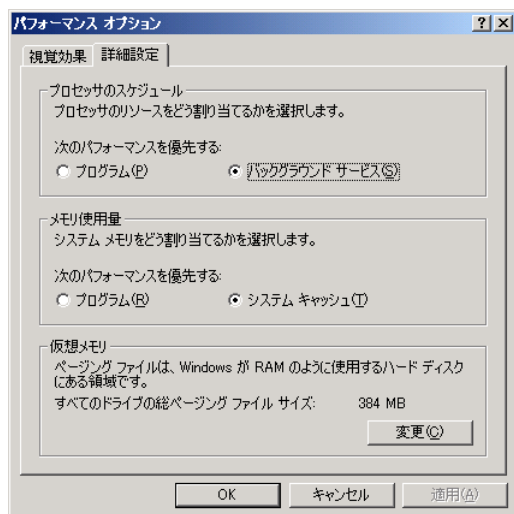 パフォーマンス オプション
視覚効果 詳細設定
プロセッサのスケジュール
プロセッサのリソースをどう割り当てるかを選択します。
次のパフォーマンスを優先する:
プログラム(P) バックグラウンド サービス(S)
メモリ使用量
システム メモリをどう割り当てるかを選択します。
次のパフォーマンスを優先する:
プログラム(R) システム キャッシュ(T)
仮想メモリ
ページング ファイルは、Windows が RAM のように使用するハード ディスク
にある領域です。
すべてのドライブの総ページング ファイル サイズ: 384 MB
変更(C)
OK キャンセル 適用(A)